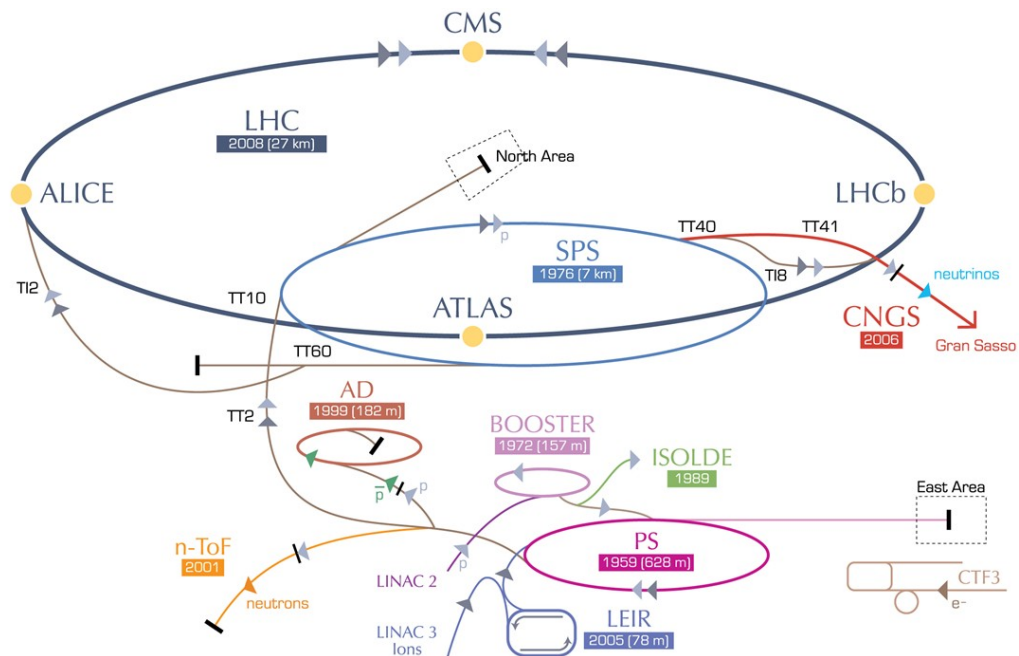 CMS
LHC
2008 (27 km)
North Area
ALICE
LHCb
TT40
TT41
SPS
1976 (7 km)
p
TI8
neutrinos
TI2
TT10
ATLAS
CNGS
2006
Gran Sasso
TT60
AD
1999 (182 m)
TT2
BOOSTER
1972 (157 m)
ISOLDE
1989
p̅
p
East Area
n-ToF
2001
PS
1959 (628 m)
LINAC 2
p
neutrons
CTF3
e⁻
LINAC 3
Ions
LEIR
2005 (78 m)